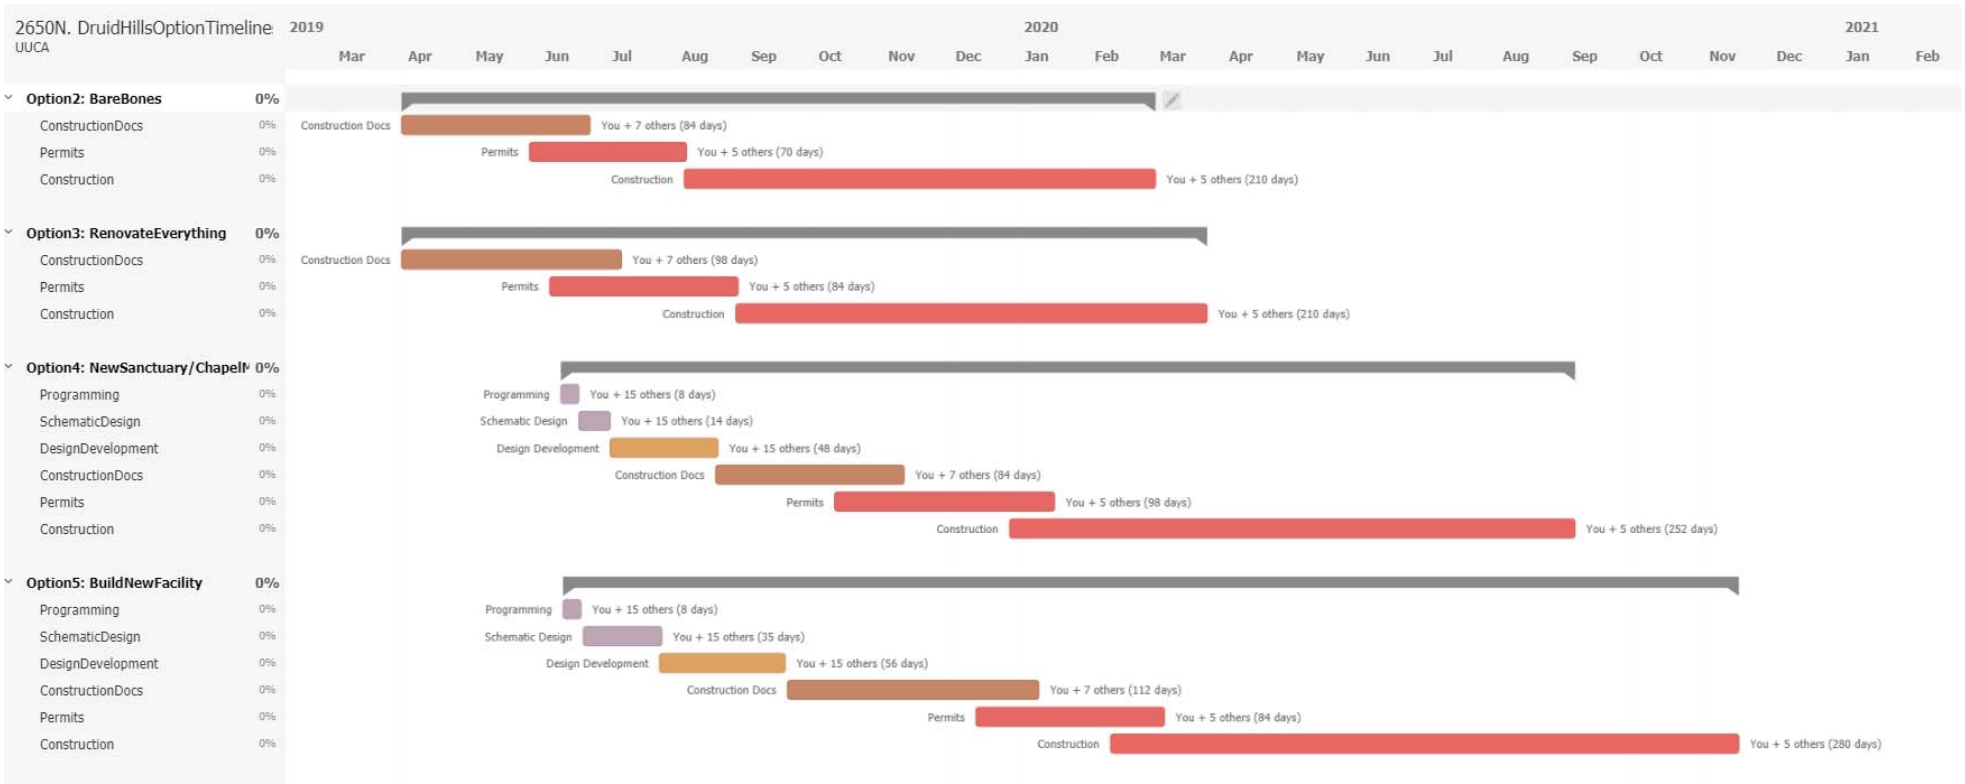 2650N. DruidHillsOptionTimeline
UUCA
2019 2020 2021
Mar Apr May Jun Jul Aug Sep Oct Nov Dec Jan Feb Mar Apr May Jun Jul Aug Sep Oct Nov Dec Jan Feb
Option2: BareBones 0%
ConstructionDocs 0% Construction Docs You + 7 others (84 days)
Permits 0% Permits You + 5 others (70 days)
Construction 0% Construction You + 5 others (210 days)
Option3: RenovateEverything 0%
ConstructionDocs 0% Construction Docs You + 7 others (98 days)
Permits 0% Permits You + 5 others (84 days)
Construction 0% Construction You + 5 others (210 days)
Option4: NewSanctuary/ChapelM 0%
Programming 0% Programming You + 15 others (8 days)
SchematicDesign 0% Schematic Design You + 15 others (14 days)
DesignDevelopment 0% Design Development You + 15 others (48 days)
ConstructionDocs 0% Construction Docs You + 7 others (84 days)
Permits 0% Permits You + 5 others (98 days)
Construction 0% Construction You + 5 others (252 days)
Option5: BuildNewFacility 0%
Programming 0% Programming You + 15 others (8 days)
SchematicDesign 0% Schematic Design You + 15 others (35 days)
DesignDevelopment 0% Design Development You + 15 others (56 days)
ConstructionDocs 0% Construction Docs You + 7 others (112 days)
Permits 0% Permits You + 5 others (84 days)
Construction 0% Construction You + 5 others (280 days)